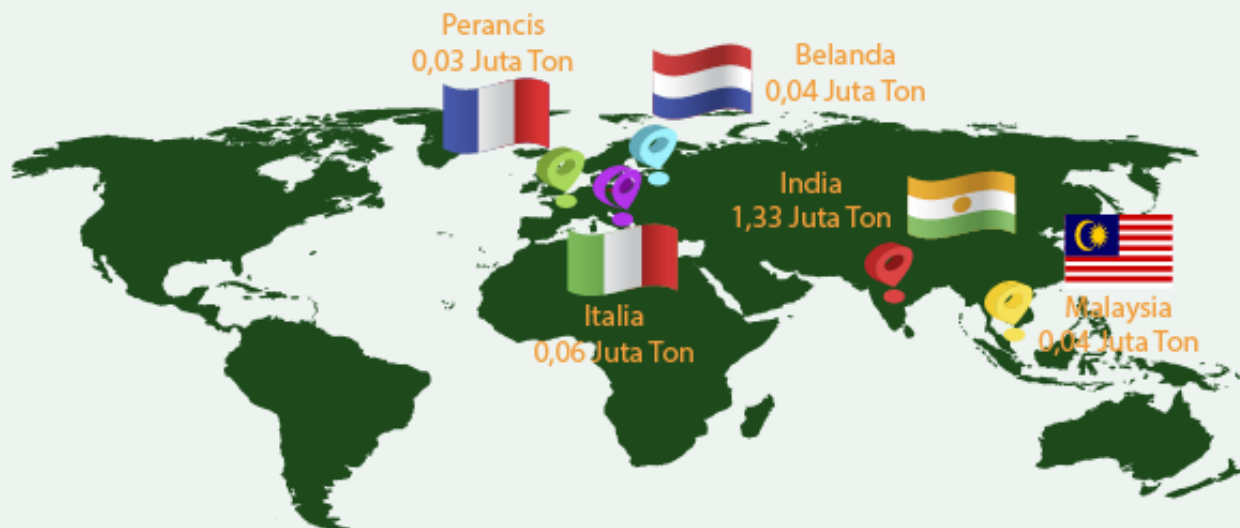 Perancis
0,03 Juta Ton
Belanda
0,04 Juta Ton
India
1,33 Juta Ton
Italia
0,06 Juta Ton
Malaysia
0,04 Juta Ton